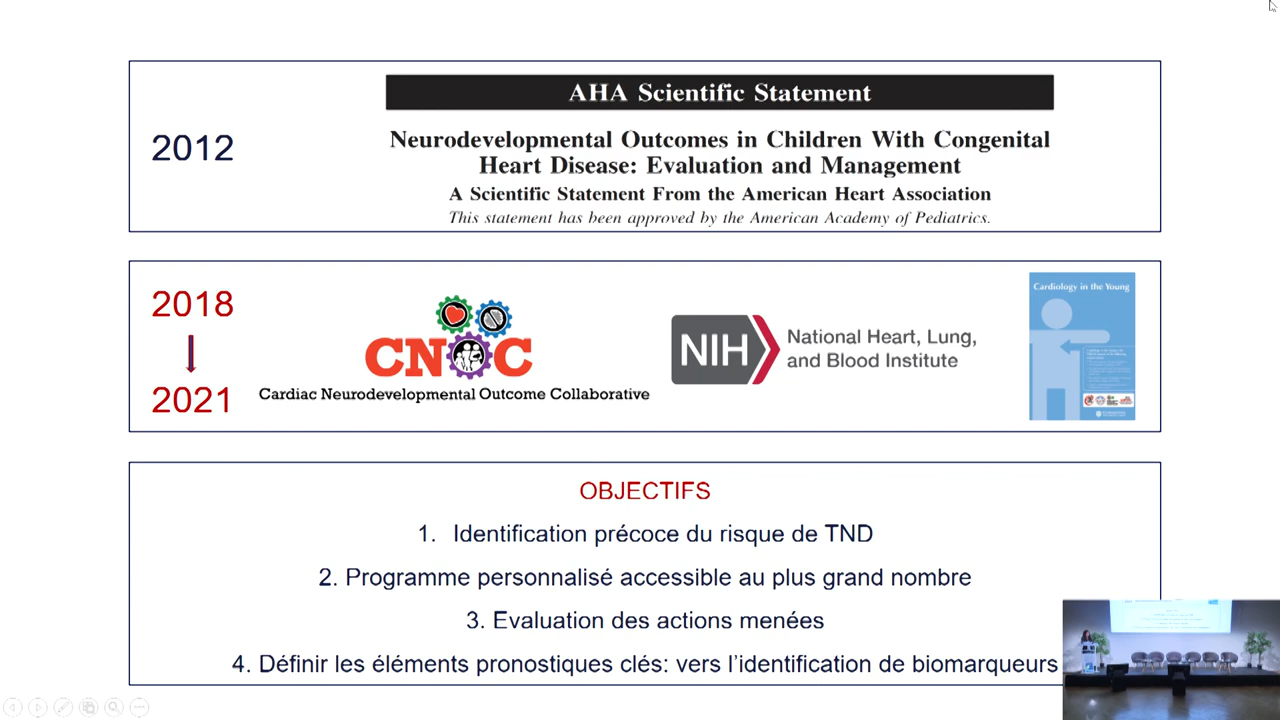 2012
AHA Scientific Statement
Neurodevelopmental Outcomes in Children With Congenital
Heart Disease: Evaluation and Management
A Scientific Statement From the American Heart Association
This statement has been approved by the American Academy of Pediatrics.
2018
2021
CNOC
Cardiac Neurodevelopmental Outcome Collaborative
NIH
National Heart, Lung,
and Blood Institute
Cardiology in the Young
OBJECTIFS
1. Identification précoce du risque de TND
2. Programme personnalisé accessible au plus grand nombre
3. Evaluation des actions menées
4. Définir les éléments pronostiques clés: vers l’identification de biomarqueurs